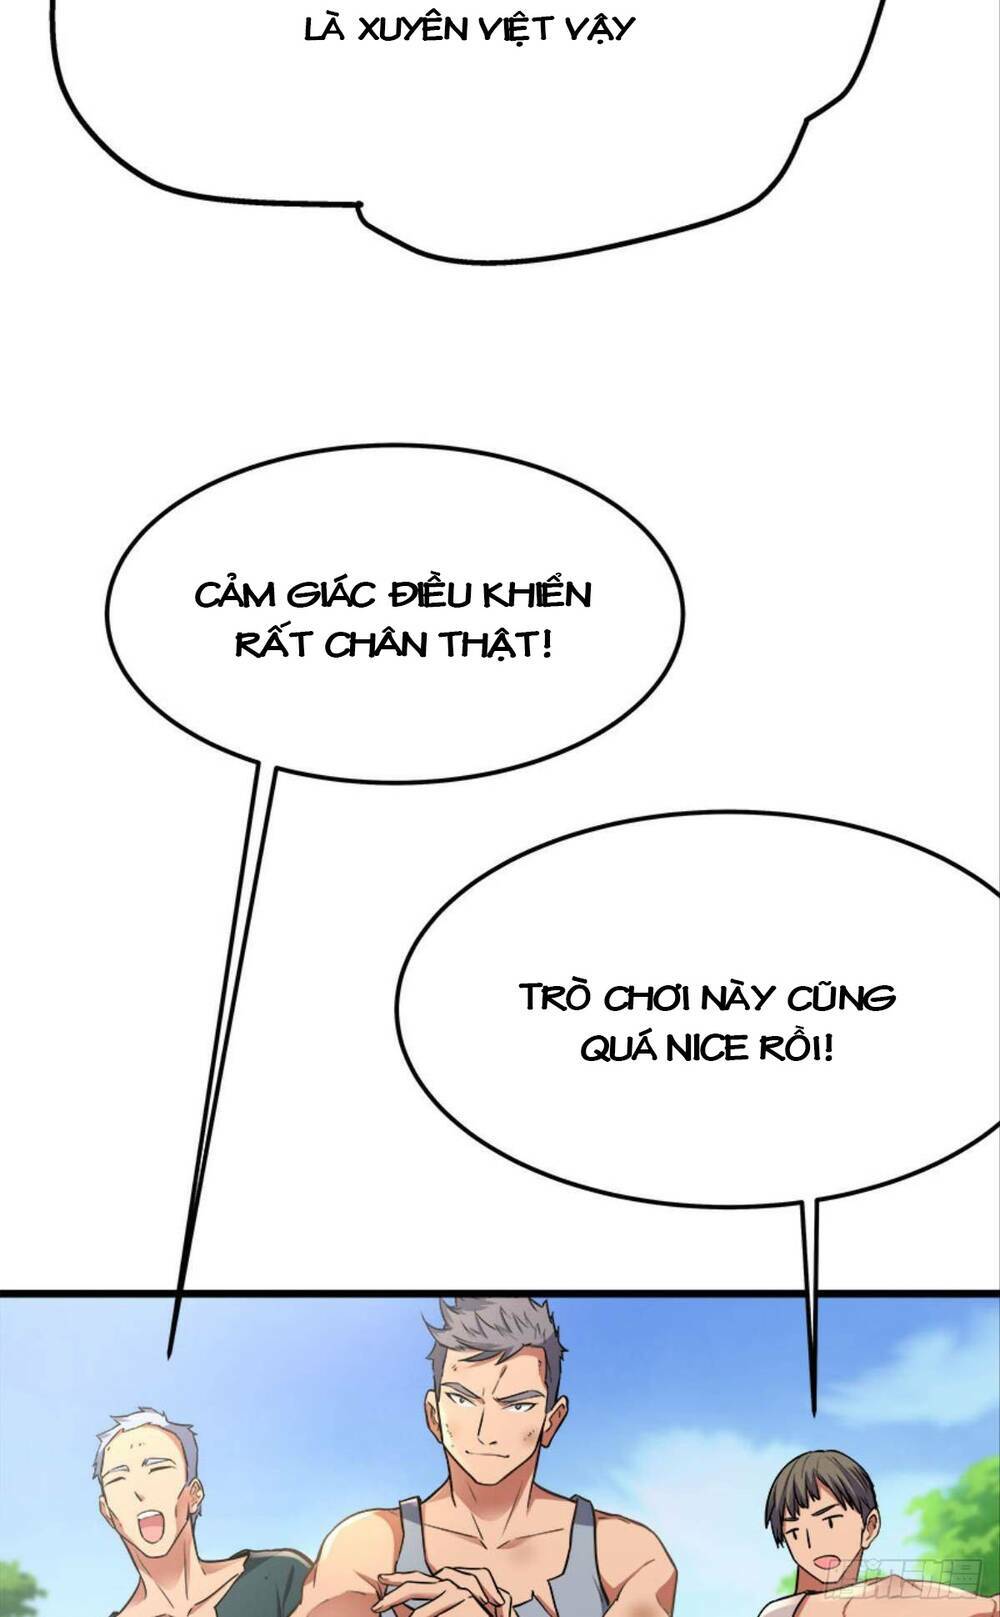 LÀ XUYÊN VIỆT VẬY
CẢM GIÁC ĐIỀU KHIỂN
RẤT CHÂN THẬT!
TRÒ CHƠI NÀY CŨNG
QUÁ NICE RỒI!